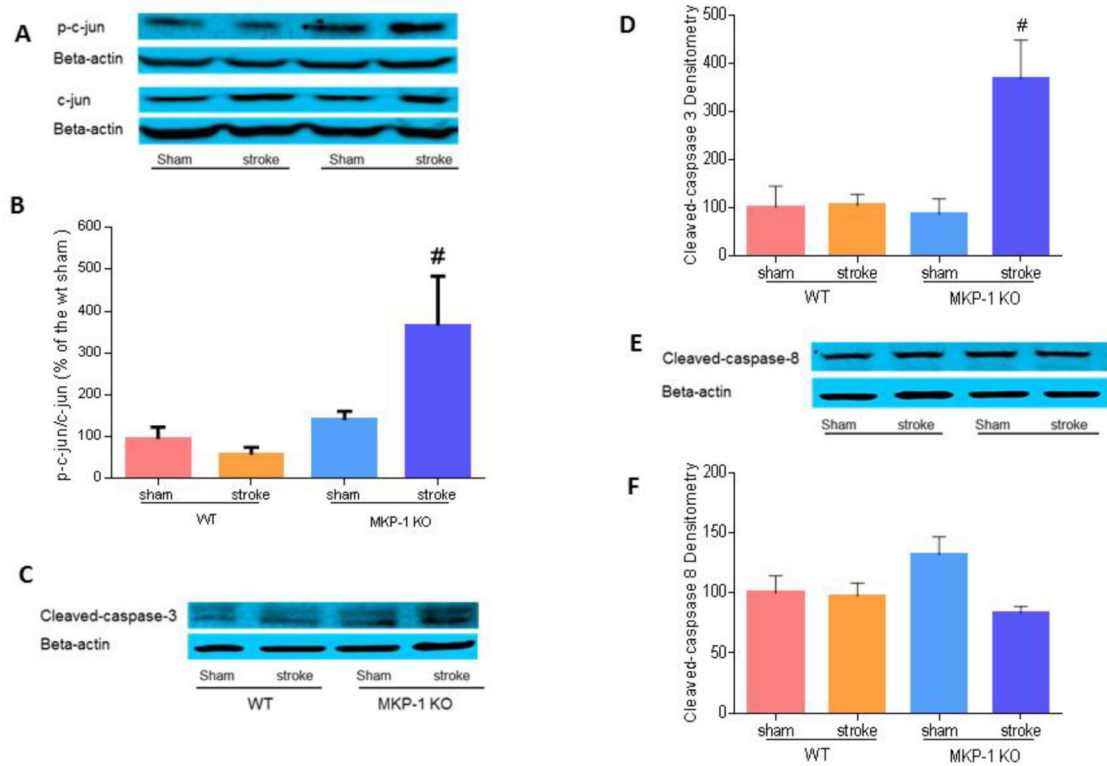 A
p-c-jun
Beta-actin
c-jun
Beta-actin
Sham stroke Sham stroke
B
p-c-jun/c-jun (% of the wt sham)
600
500
400
300
200
100
0
#
sham stroke sham stroke
WT MKP-1 KO
C
Cleaved-caspase-3
Beta-actin
Sham stroke Sham stroke
WT MKP-1 KO
D
Cleaved-caspsase 3 Densitometry
500
400
300
200
100
0
#
sham stroke sham stroke
WT MKP-1 KO
E
Cleaved-caspase-8
Beta-actin
Sham stroke Sham stroke
F
Cleaved-caspsase 8 Densitometry
200
150
100
50
0
sham stroke sham stroke
WT MKP-1 KO